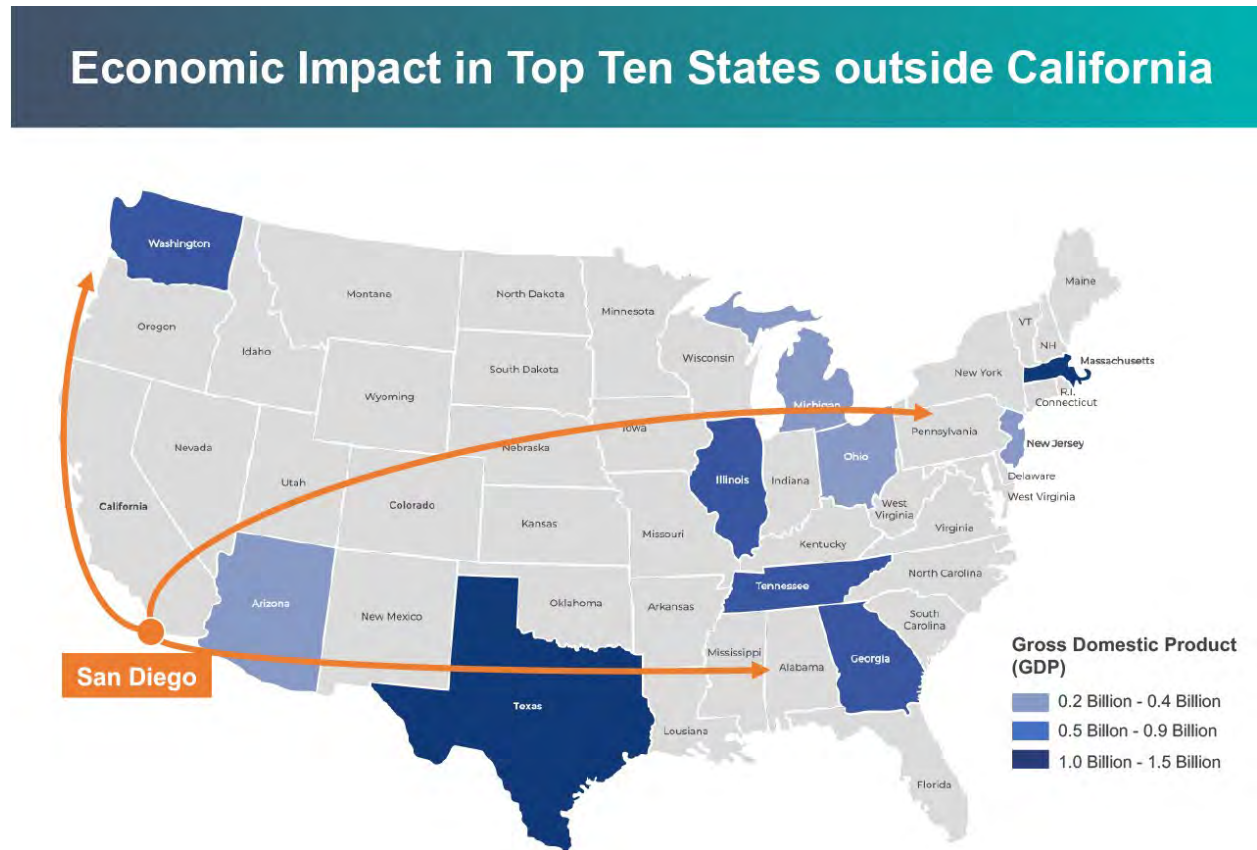 Economic Impact in Top Ten States outside California
Washington
Montana
North Dakota
Minnesota
Maine
Oregon
Idaho
Wisconsin
VT
NH
South Dakota
Massachusetts
New York
R.I.
Connecticut
Wyoming
Michigan
Iowa
Pennsylvania
New Jersey
Nevada
Nebraska
Ohio
Utah
Illinois
Indiana
Delaware
West Virginia
California
Colorado
West
Virginia
Kansas
Missouri
Virginia
Kentucky
Tennessee
North Carolina
Arizona
Oklahoma
Arkansas
New Mexico
South
Carolina
Mississippi
Alabama
Georgia
San Diego
Texas
Lousiana
Florida
Gross Domestic Product
(GDP)
0.2 Billion - 0.4 Billion
0.5 Billon - 0.9 Billion
1.0 Billion - 1.5 Billion